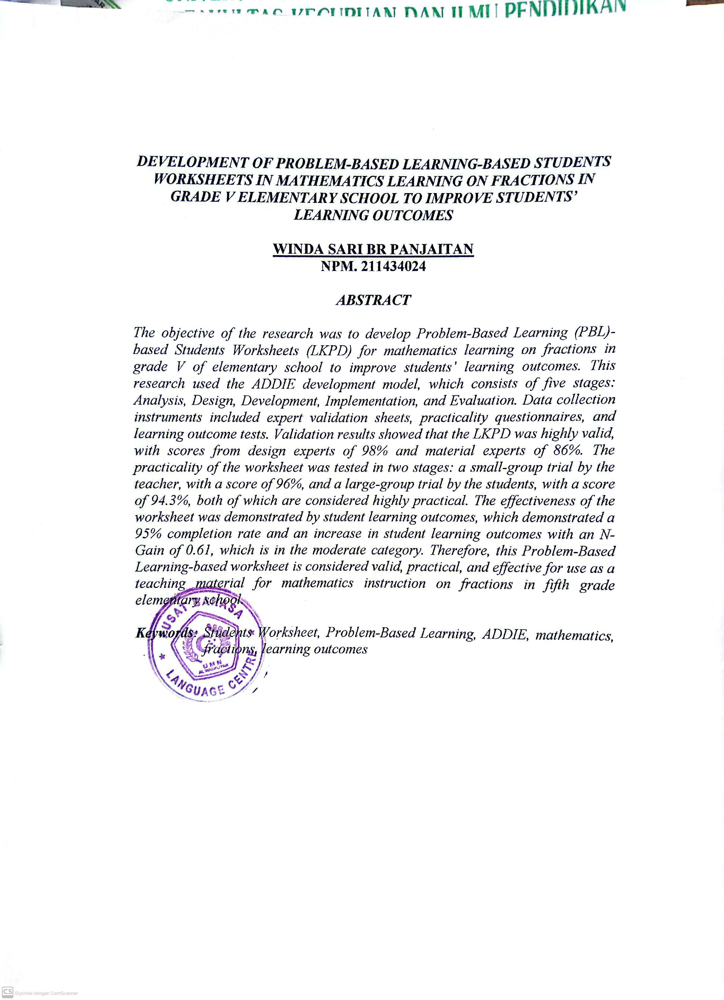 KEGURUAN DAN ILMU PENDIDIKAN
DEVELOPMENT OF PROBLEM-BASED LEARNING-BASED STUDENTS
WORKSHEETS IN MATHEMATICS LEARNING ON FRACTIONS IN
GRADE V ELEMENTARY SCHOOL TO IMPROVE STUDENTS'
LEARNING OUTCOMES
WINDA SARI BR PANJAITAN
NPM. 211434024
ABSTRACT
The objective of the research was to develop Problem-Based Learning (PBL)-
based Students Worksheets (LKPD) for mathematics learning on fractions in
grade V of elementary school to improve students' learning outcomes. This
research used the ADDIE development model, which consists of five stages:
Analysis, Design, Development, Implementation, and Evaluation. Data collection
instruments included expert validation sheets, practicality questionnaires, and
learning outcome tests. Validation results showed that the LKPD was highly valid,
with scores from design experts of 98% and material experts of 86%. The
practicality of the worksheet was tested in two stages: a small-group trial by the
teacher, with a score of 96%, and a large-group trial by the students, with a score
of 94.3%, both of which are considered highly practical. The effectiveness of the
worksheet was demonstrated by student learning outcomes, which demonstrated a
95% completion rate and an increase in student learning outcomes with an N-
Gain of 0.61, which is in the moderate category. Therefore, this Problem-Based
Learning-based worksheet is considered valid, practical, and effective for use as a
teaching material for mathematics instruction on fractions in fifth grade
elementary school.
Keywords: Students Worksheet, Problem-Based Learning, ADDIE, mathematics,
fractions, learning outcomes
PUSAT BAHASA
UMN
AL WASHLIYAH
LANGUAGE CENTRE
CS Dipindai dengan CamScanner